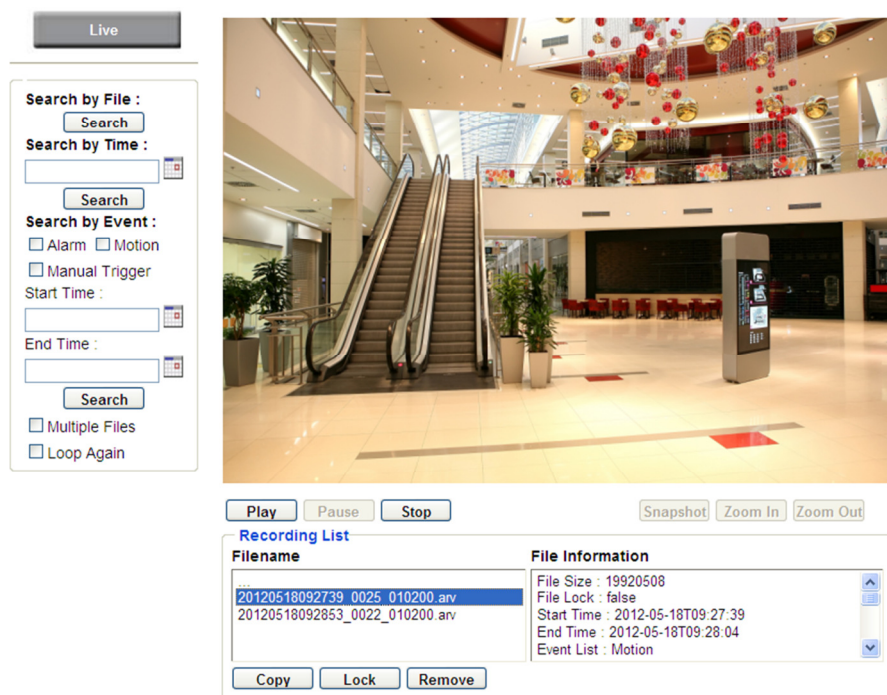 Live
Search by File :
Search
Search by Time :
Search
Search by Event :
Alarm Motion
Manual Trigger
Start Time :
End Time :
Search
Multiple Files
Loop Again
Play Pause Stop
Snapshot Zoom In Zoom Out
Recording List
Filename
...
20120518092739_0025_010200.arv
20120518092853_0022_010200.arv
File Information
File Size : 19920508
File Lock : false
Start Time : 2012-05-18T09:27:39
End Time : 2012-05-18T09:28:04
Event List : Motion
Copy Lock Remove